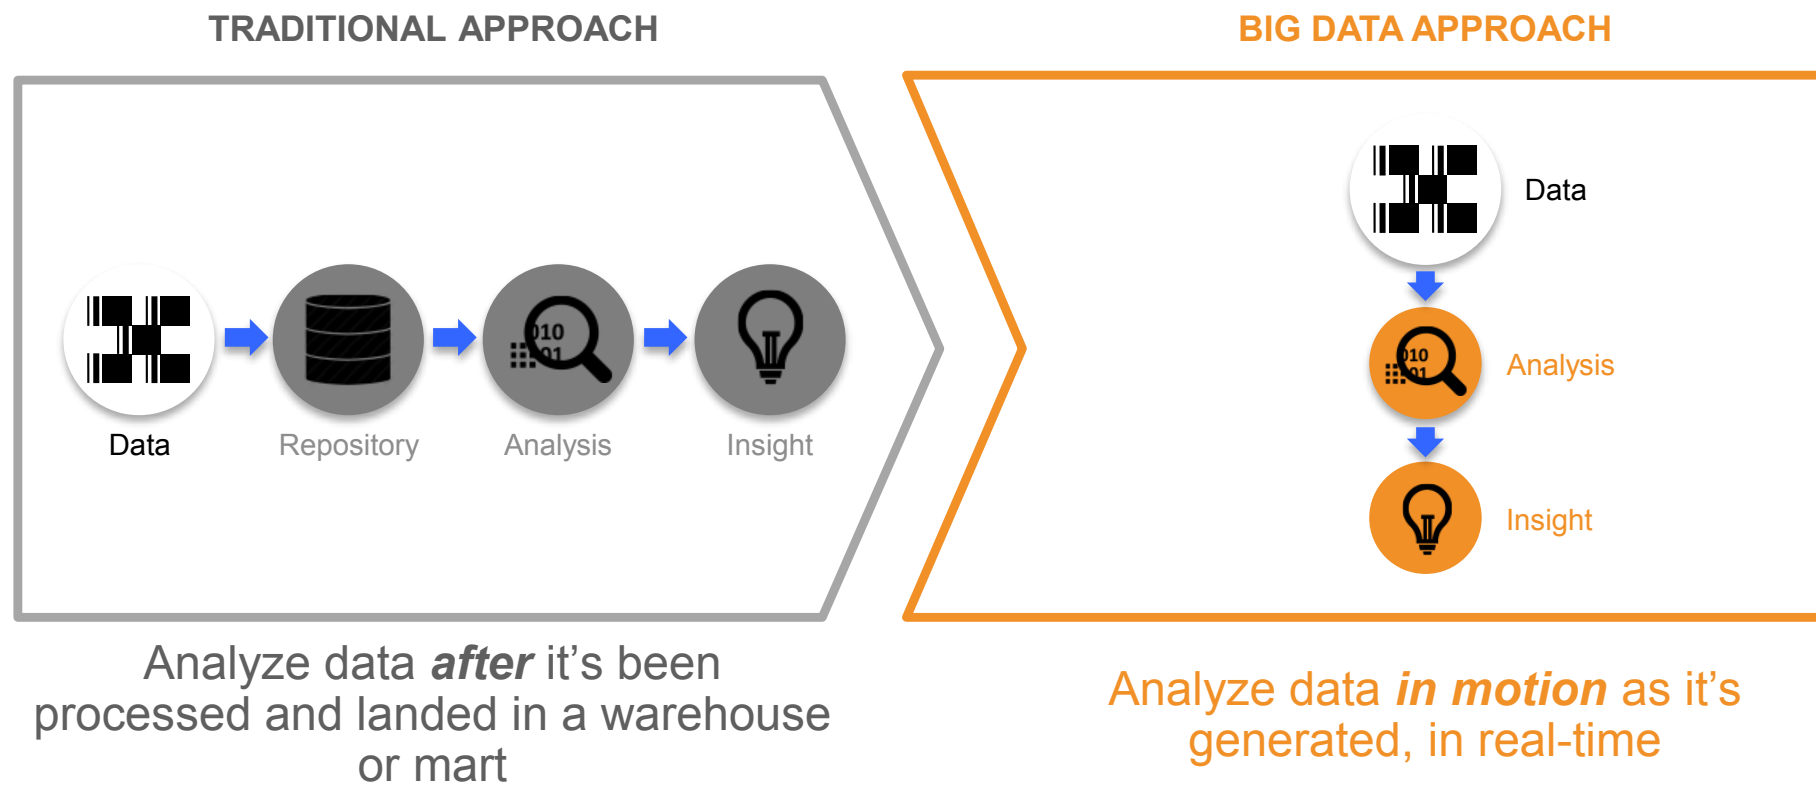 TRADITIONAL APPROACH
Data
Repository
Analysis
Insight
Analyze data after it’s been
processed and landed in a warehouse
or mart
BIG DATA APPROACH
Data
Analysis
Insight
Analyze data in motion as it’s
generated, in real-time